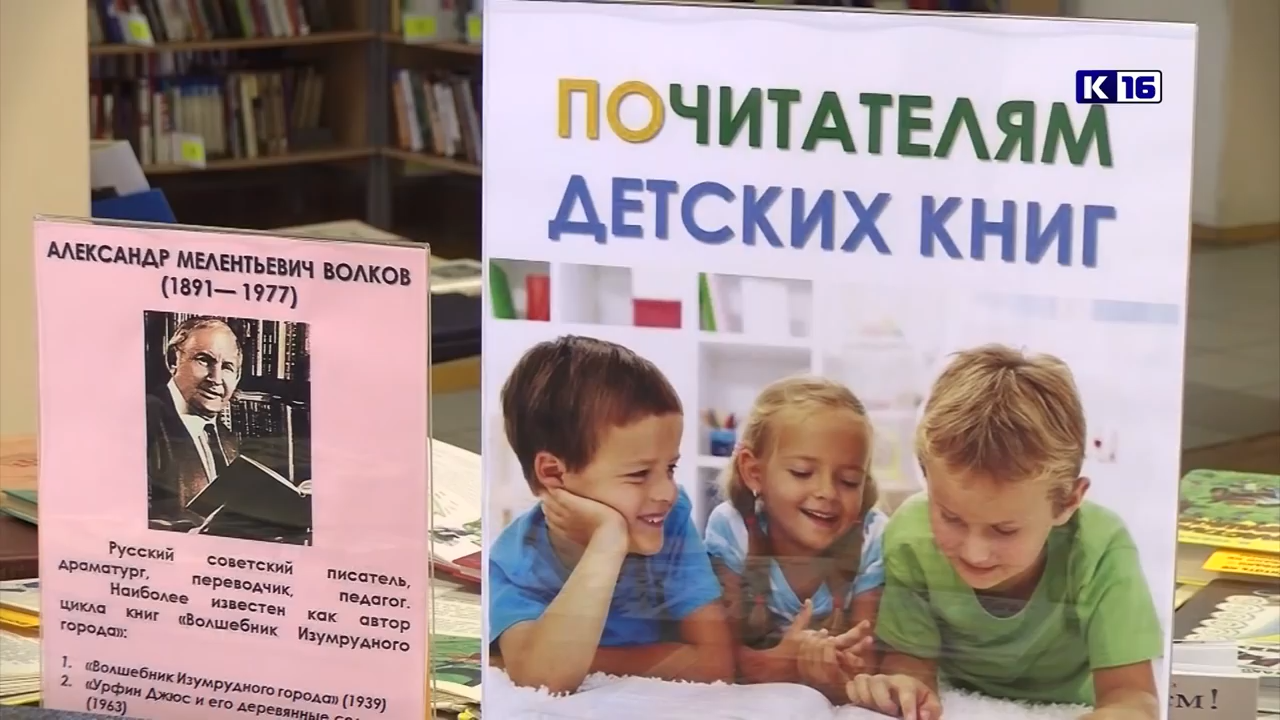 K 16
ПОЧИТАТЕЛЯМ
ДЕТСКИХ КНИГ
АЛЕКСАНДР МЕЛЕНТЬЕВИЧ ВОЛКОВ
(1891— 1977)
Русский советский писатель,
драматург, переводчик, педагог.
Наиболее известен как автор
цикла книг «Волшебник Изумрудного
города»:
1. «Волшебник Изумрудного города» (1939)
2. «Урфин Джюс и его деревянные
(1963)